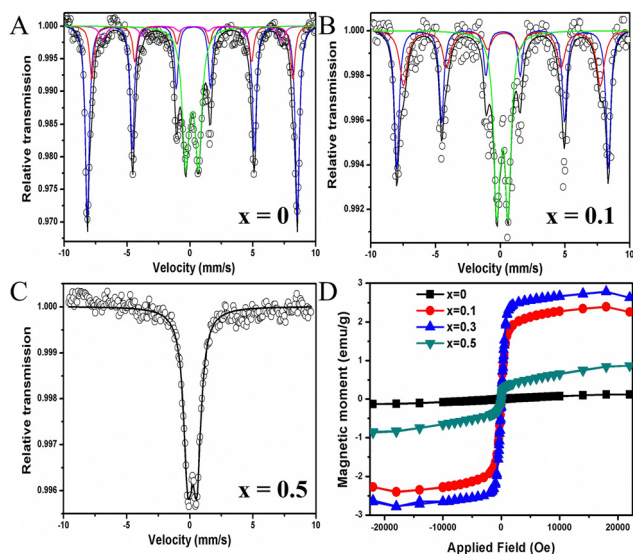 A
Relative transmission
1.000
0.995
0.990
0.985
0.980
0.975
0.970
x = 0
-10 -5 0 5 10
Velocity (mm/s)
B
Relative transmission
1.000
0.998
0.996
0.994
0.992
x = 0.1
-10 -5 0 5 10
Velocity (mm/s)
C
Relative transmission
1.000
0.999
0.998
0.997
0.996
x = 0.5
-10 -5 0 5 10
Velocity (mm/s)
D
Magnetic moment (emu/g)
3
2
1
0
-1
-2
-3
x=0
x=0.1
x=0.3
x=0.5
-20000 -10000 0 10000 20000
Applied Field (Oe)